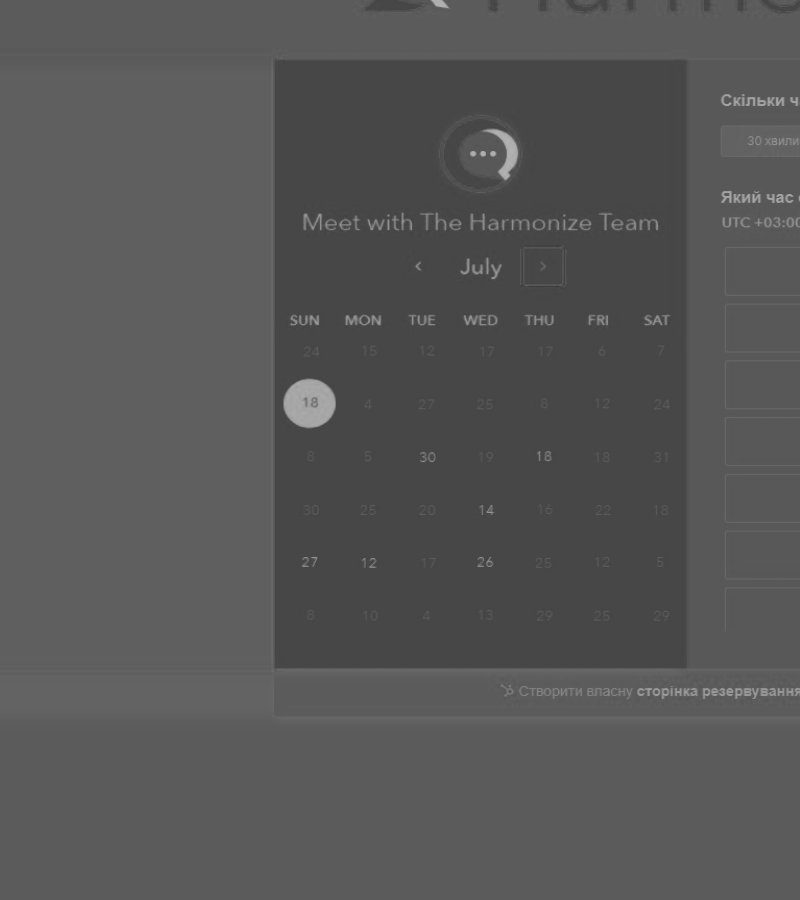 Скільки ч
30 хвили
Meet with The Harmonize Team
Який час
UTC +03:00
July
SUN MON TUE WED THU FRI SAT
24 15 12 17 17 6 7
18 4 27 25 8 12 24
8 5 30 19 18 18 31
30 25 20 14 16 22 18
27 12 17 26 25 12 5
8 10 4 13 29 25 29
Створити власну сторінка резервування